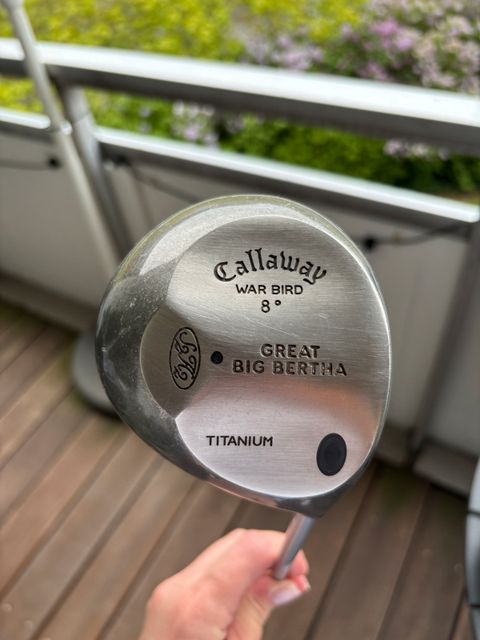 Callaway
WAR BIRD
8°
GREAT
BIG BERTHA
TITANIUM